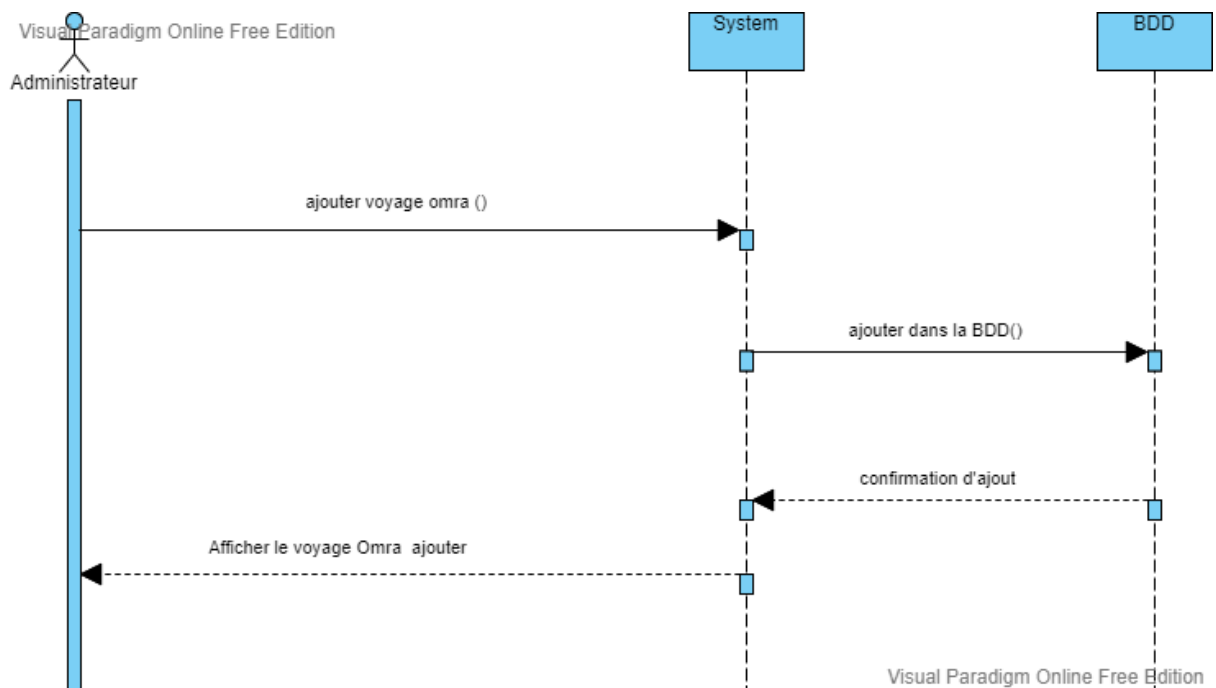 Visual Paradigm Online Free Edition
System
BDD
Administrateur
ajouter voyage omra ()
ajouter dans la BDD()
confirmation d'ajout
Afficher le voyage Omra ajouter
Visual Paradigm Online Free Edition